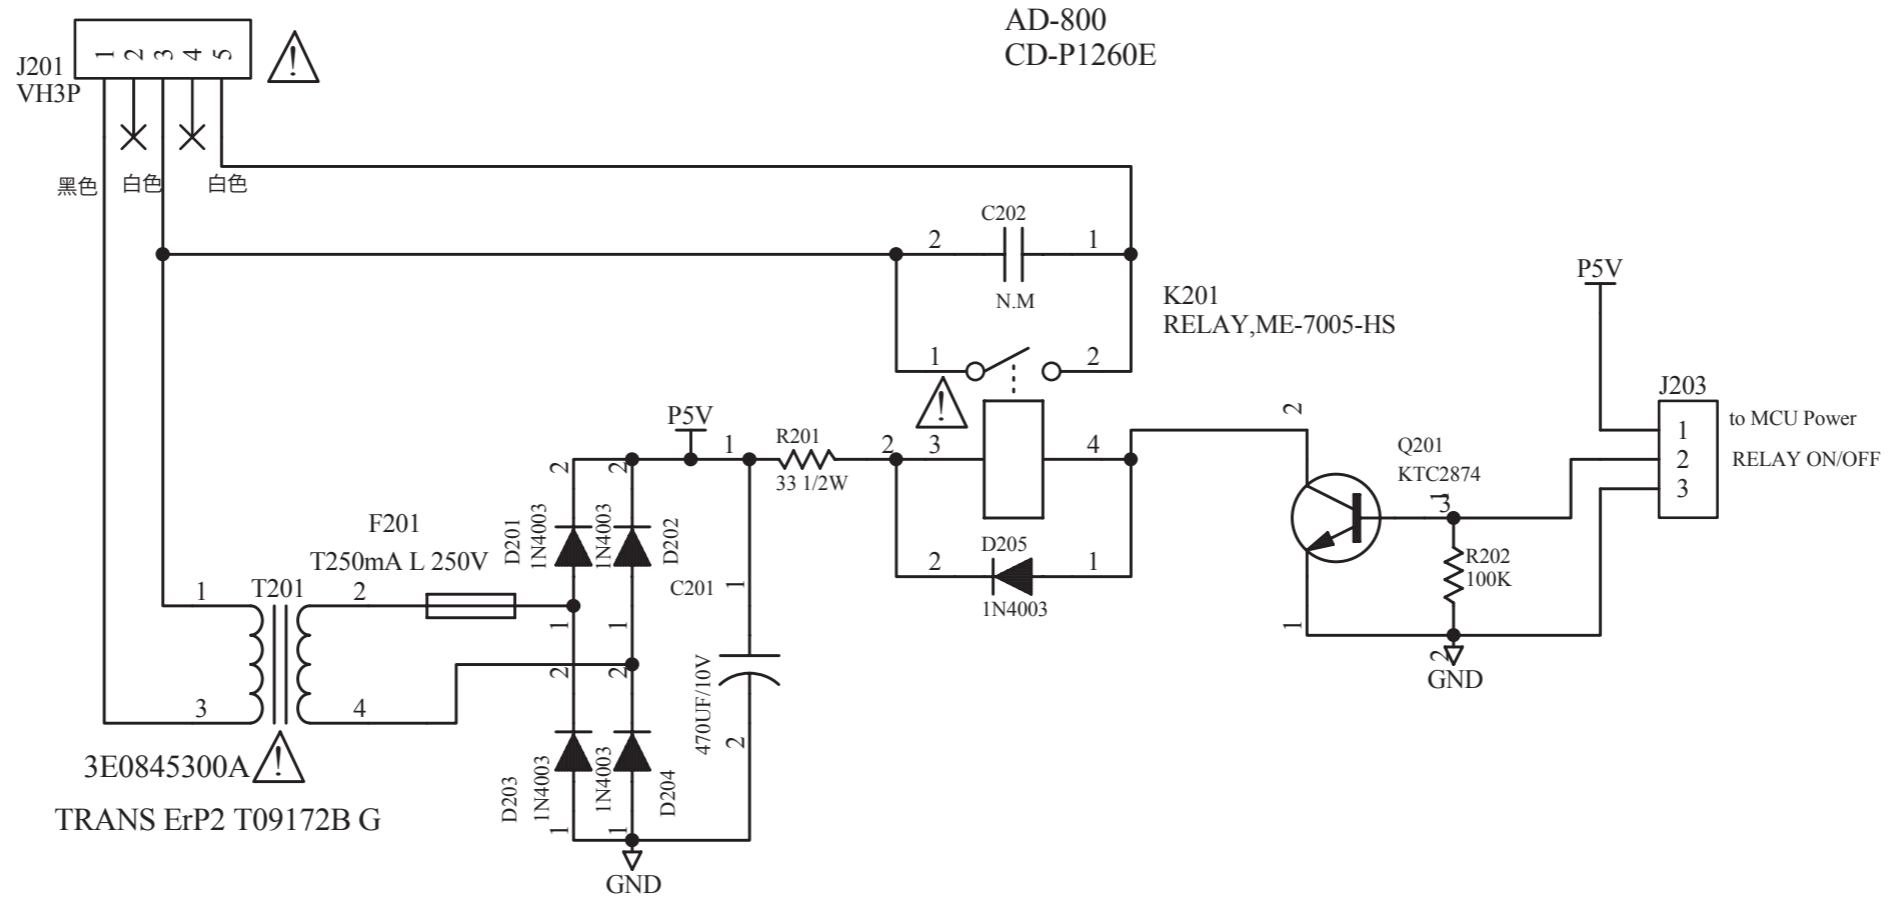 AD-800
CD-P1260E
J201
VH3P
1 2 3 4 5
!
黑色
白色
白色
C202
2
1
N.M
K201
RELAY,ME-7005-HS
1
2
!
P5V
J203
1
2
3
to MCU Power
RELAY ON/OFF
P5V
1
R201
33 1/2W
2
3
4
2
Q201
KTC2874
1
3
R202
100K
1
2
GND
D205
2
1
1N4003
F201
T250mA L 250V
2
2
D201
1N4003
1N4003
D202
C201
1
470UF/10V
2
1
T201
2
3
4
1
1
2
2
D203
1N4003
1N4003
D204
1
1
GND
3E0845300A
!
TRANS ErP2 T09172B G